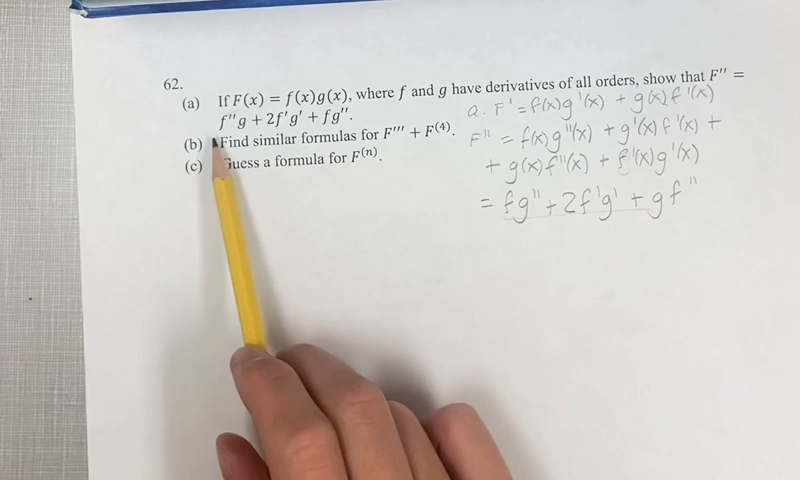 62.
(a) If F(x) = f(x)g(x), where f and g have derivatives of all orders, show that F″ =
f″g + 2f′g′ + fg″.
(b) Find similar formulas for F‴ + F⁽⁴⁾.
(c) Guess a formula for F⁽ⁿ⁾.
a. F' = f(x)g'(x) + g(x)f'(x)
F" = f(x)g"(x) + g'(x)f'(x) +
+ g(x)f"(x) + f'(x)g'(x)
= fg" + 2f'g' + gf"